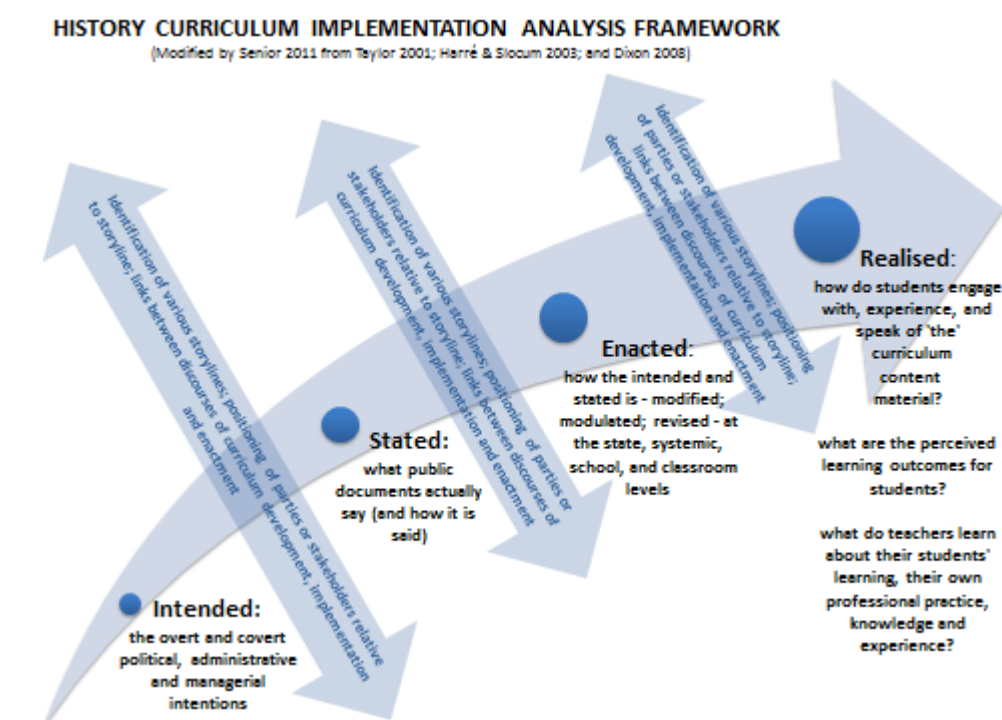 HISTORY CURRICULUM IMPLEMENTATION ANALYSIS FRAMEWORK
(Modified by Senior 2011 from Taylor 2001; Harré & Slocum 2003; and Dixon 2008)
Identification of various storylines; positioning of parties or stakeholders relative
to storyline; links between discourses of curriculum development, implementation
and enactment
Intended:
the overt and covert
political, administrative
and managerial
intentions
Identification of various storylines; positioning of parties or
stakeholders relative to storyline; links between discourses of
curriculum development, implementation and enactment
Stated:
what public
documents actually
say (and how it is
said)
Identification of various storylines; positioning
of parties or stakeholders relative to storyline;
links between discourses of curriculum
development, implementation and enactment
Enacted:
how the intended and
stated is - modified;
modulated; revised - at
the state, systemic,
school, and classroom
levels
Realised:
how do students engage
with, experience, and
speak of 'the'
curriculum
content
material?
what are the perceived
learning outcomes for
students?
what do teachers learn
about their students'
learning, their own
professional practice,
knowledge and
experience?